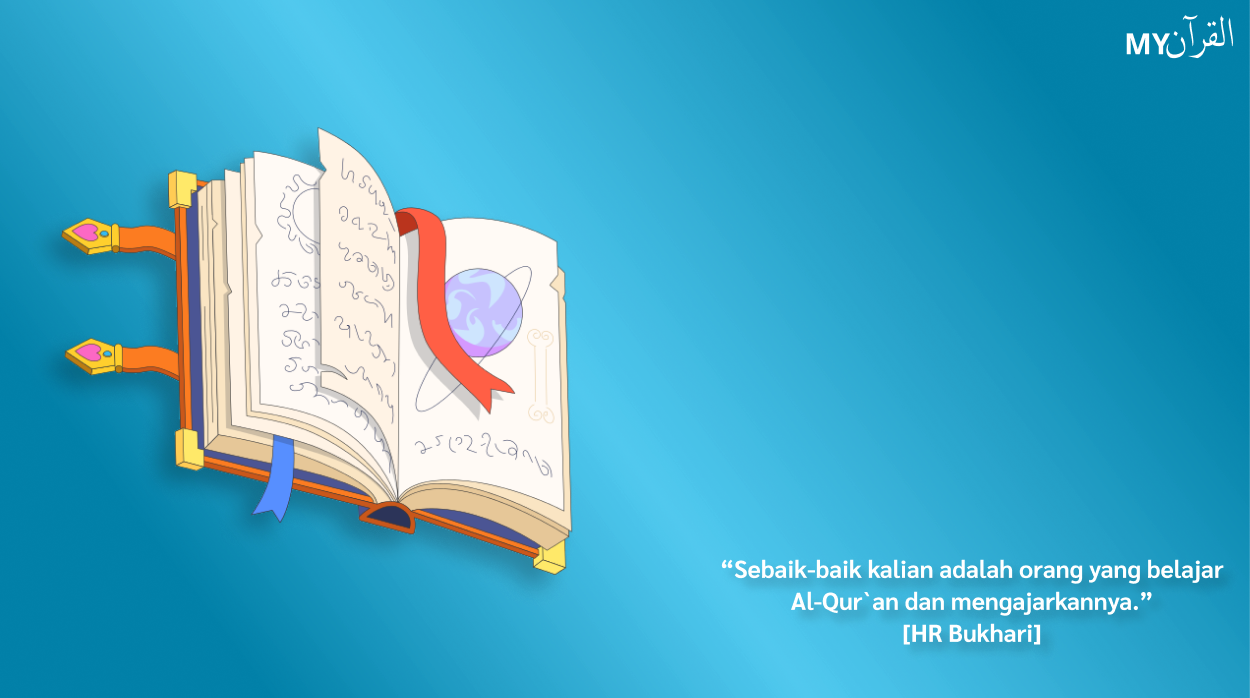 MYالقرآن
“Sebaik-baik kalian adalah orang yang belajar
Al-Qur`an dan mengajarkannya.”
[HR Bukhari]